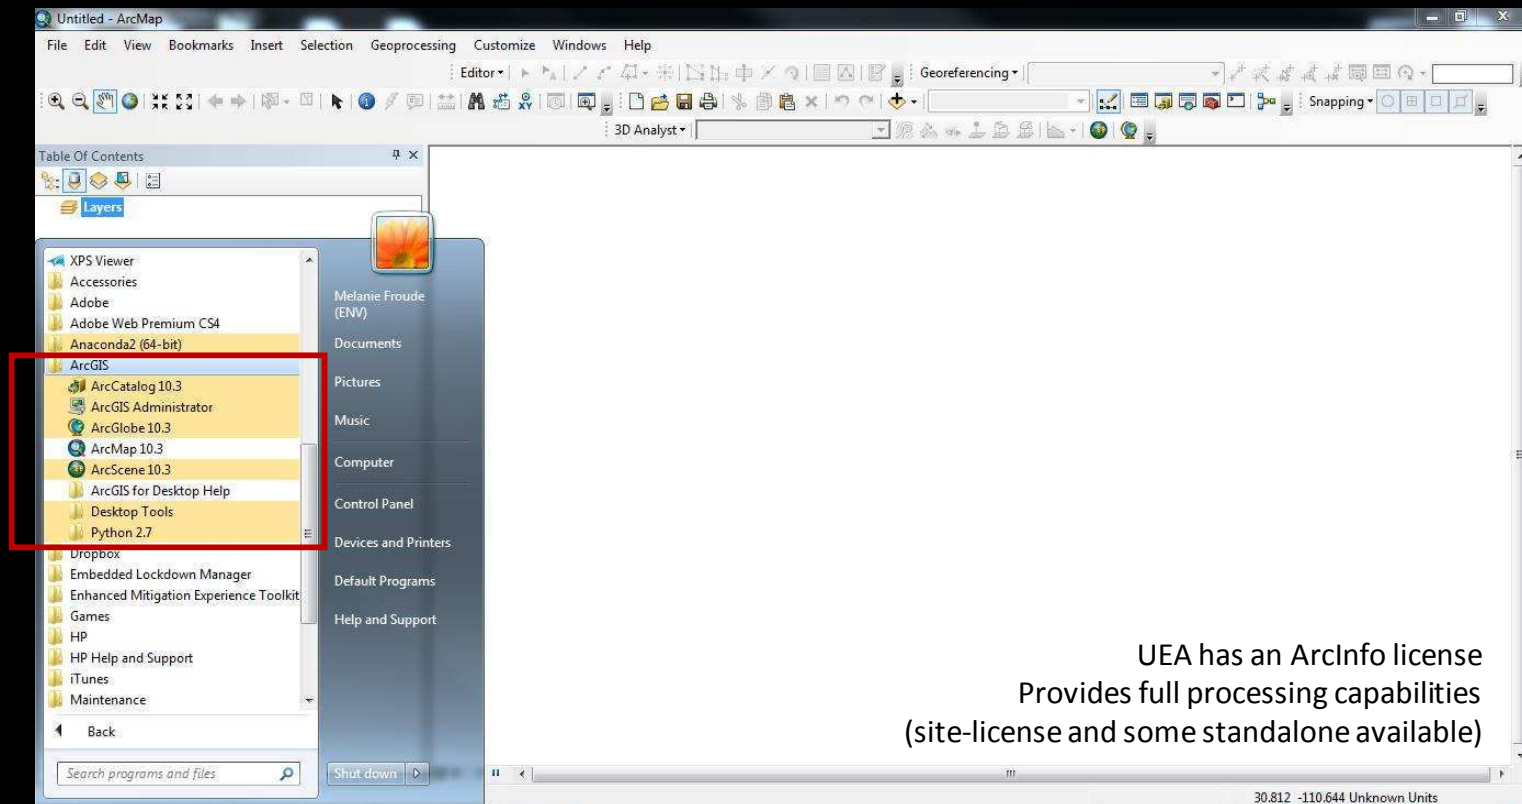 Untitled - ArcMap
File Edit View Bookmarks Insert Selection Geoprocessing Customize Windows Help
Editor Georeferencing
Snapping
3D Analyst
Table Of Contents
Layers
XPS Viewer
Accessories
Adobe
Adobe Web Premium CS4
Anaconda2 (64-bit)
ArcGIS
ArcCatalog 10.3
ArcGIS Administrator
ArcGlobe 10.3
ArcMap 10.3
ArcScene 10.3
ArcGIS for Desktop Help
Desktop Tools
Python 2.7
Dropbox
Embedded Lockdown Manager
Enhanced Mitigation Experience Toolkit
Games
HP
HP Help and Support
iTunes
Maintenance
Back
Search programs and files
Melanie Froude
(ENV)
Documents
Pictures
Music
Computer
Control Panel
Devices and Printers
Default Programs
Help and Support
Shut down
UEA has an ArcInfo license
Provides full processing capabilities
(site-license and some standalone available)
30.812 -110.644 Unknown Units